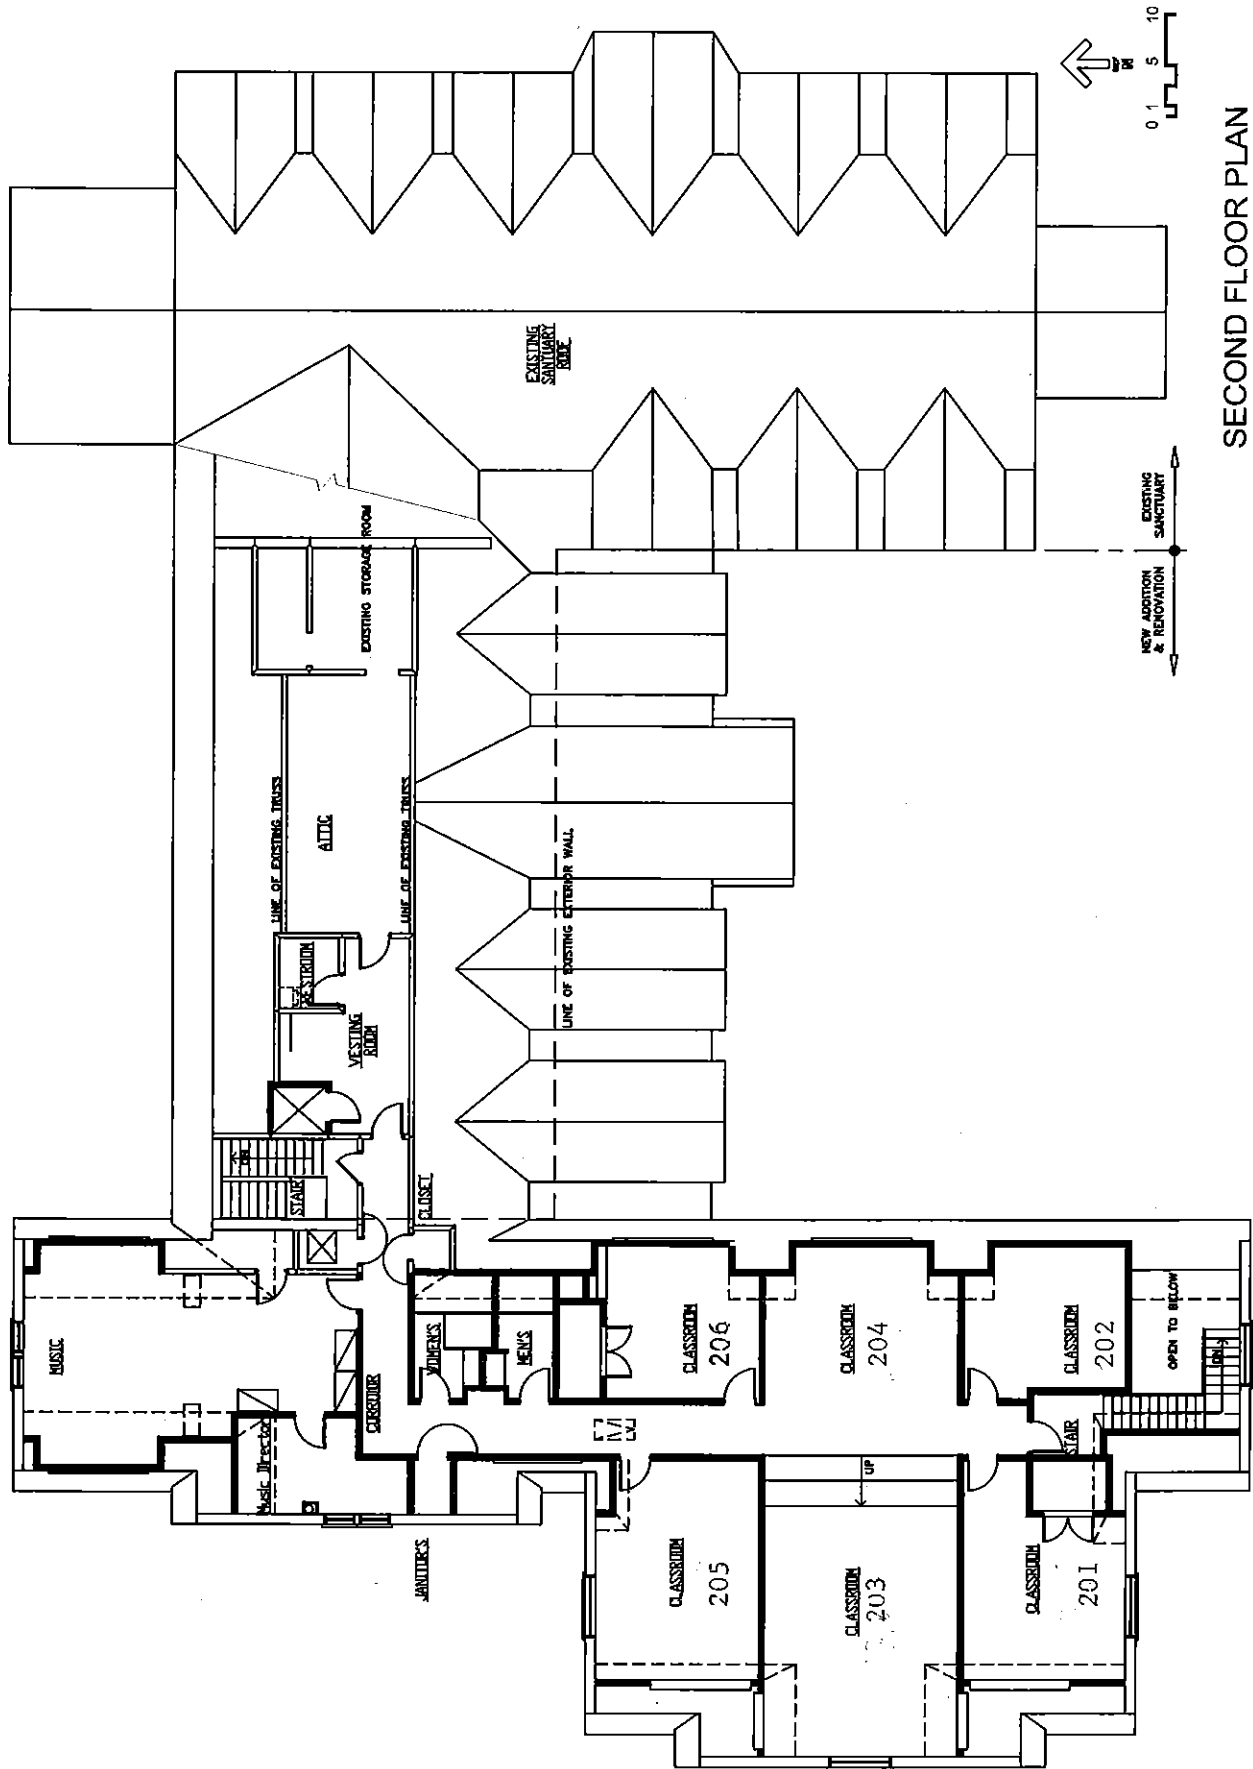 MUSIC
Music Director
STAIR
DN
CLOSET
CORRIDOR
JANITOR'S
WOMEN'S
MEN'S
VESTING
ROOM
RESTROOM
ATTIC
LINE OF EXISTING TRUSS
LINE OF EXISTING TRUSS
EXISTING STORAGE ROOM
LINE OF EXISTING EXTERIOR WALL
EXISTING
SANTUARY
ROOF
CLASSROOM
206
CLASSROOM
204
CLASSROOM
202
CLASSROOM
205
CLASSROOM
203
CLASSROOM
201
UP
STAIR
DN
OPEN TO BELOW
NEW ADDITION
& RENOVATION
EXISTING
SANCTUARY
0 1 5 10
SECOND FLOOR PLAN